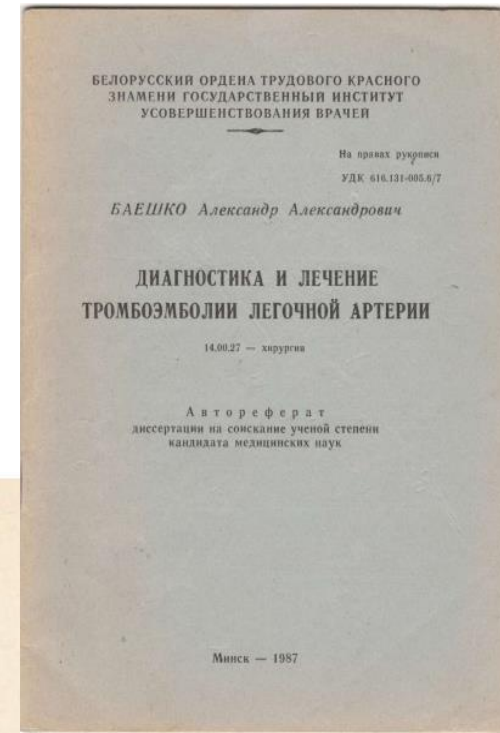 БЕЛОРУССКИЙ ОРДЕНА ТРУДОВОГО КРАСНОГО
ЗНАМЕНИ ГОСУДАРСТВЕННЫЙ ИНСТИТУТ
УСОВЕРШЕНСТВОВАНИЯ ВРАЧЕЙ
На правах рукописи
УДК 616.131-005.6/7
БАЕШКО Александр Александрович
ДИАГНОСТИКА И ЛЕЧЕНИЕ
ТРОМБОЭМБОЛИИ ЛЕГОЧНОЙ АРТЕРИИ
14.00.27 — хирургия
Автореферат
диссертации на соискание ученой степени
кандидата медицинских наук
Минск — 1987